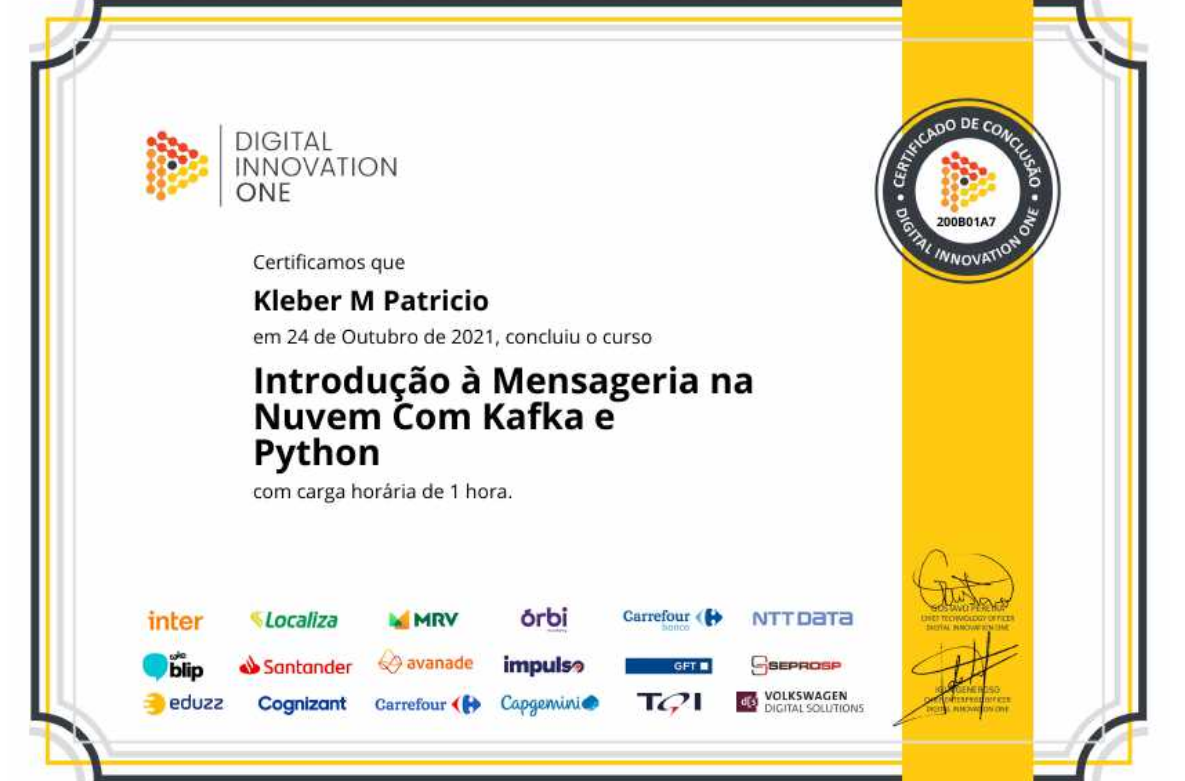 DIGITAL
INNOVATION
ONE
CERTIFICADO DE CONCLUSÃO
200B01A7
DIGITAL INNOVATION ONE
Certificamos que
Kleber M Patricio
em 24 de Outubro de 2021, concluiu o curso
Introdução à Mensageria na
Nuvem Com Kafka e
Python
com carga horária de 1 hora.
inter Localiza MRV órbi Carrefour banco NTT DATA
blip Santander avanade impulso GFT SEPROSP
eduzz Cognizant Carrefour Capgemini TQI VOLKSWAGEN DIGITAL SOLUTIONS
GUSTAVO PEREIRA
CHIEF TECHNOLOGY OFFICER
DIGITAL INNOVATION ONE
GENEROSO
DIGITAL INNOVATION ONE